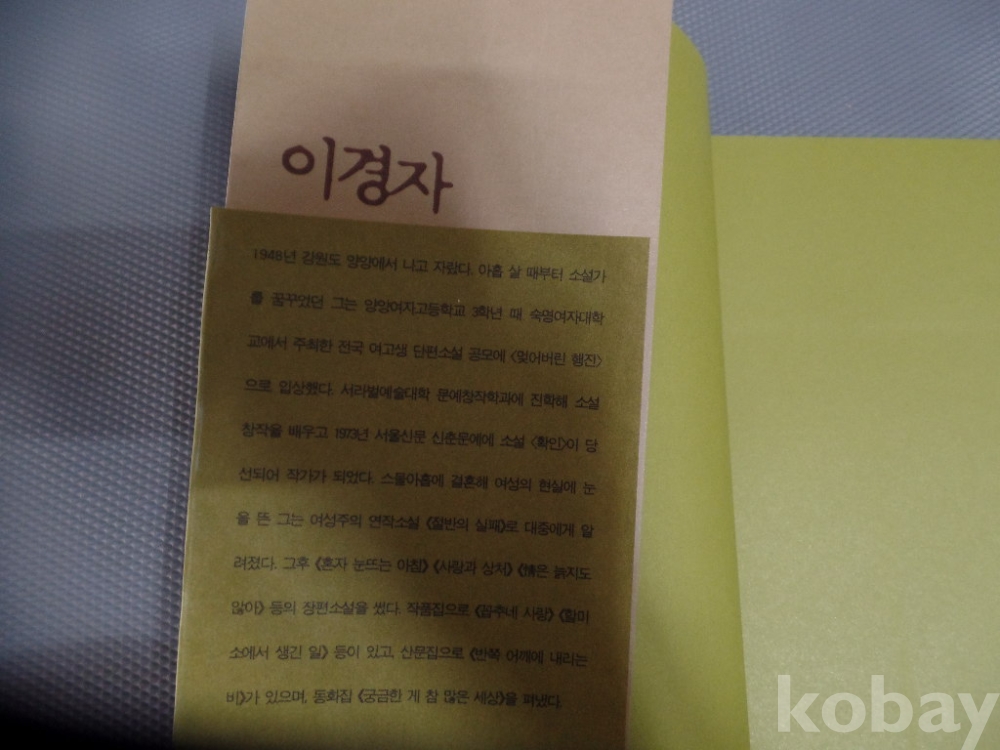 이경자
1948년 강원도 양양에서 나고 자랐다. 아홉 살 때부터 소설가
를 꿈꾸었던 그는 양양여자고등학교 3학년 때 숙명여자대학
교에서 주최한 전국 여고생 단편소설 공모에 〈잊어버린 행진〉
으로 입상했다. 서라벌예술대학 문예창작학과에 진학해 소설
창작을 배우고 1973년 서울신문 신춘문예에 소설 〈확인〉이 당
선되어 작가가 되었다. 스물아홉에 결혼해 여성의 현실에 눈
을 뜬 그는 여성주의 연작소설 《절반의 실패》로 대중에게 알
려졌다. 그후 《혼자 눈뜨는 아침》 《사랑과 상처》 《情은 늙지도
않아》 등의 장편소설을 썼다. 작품집으로 《꼽추네 사랑》 《할미
소에서 생긴 일》 등이 있고, 산문집으로 《반쪽 어깨에 내리는
비》가 있으며, 동화집 《궁금한 게 참 많은 세상》을 펴냈다.
kobay